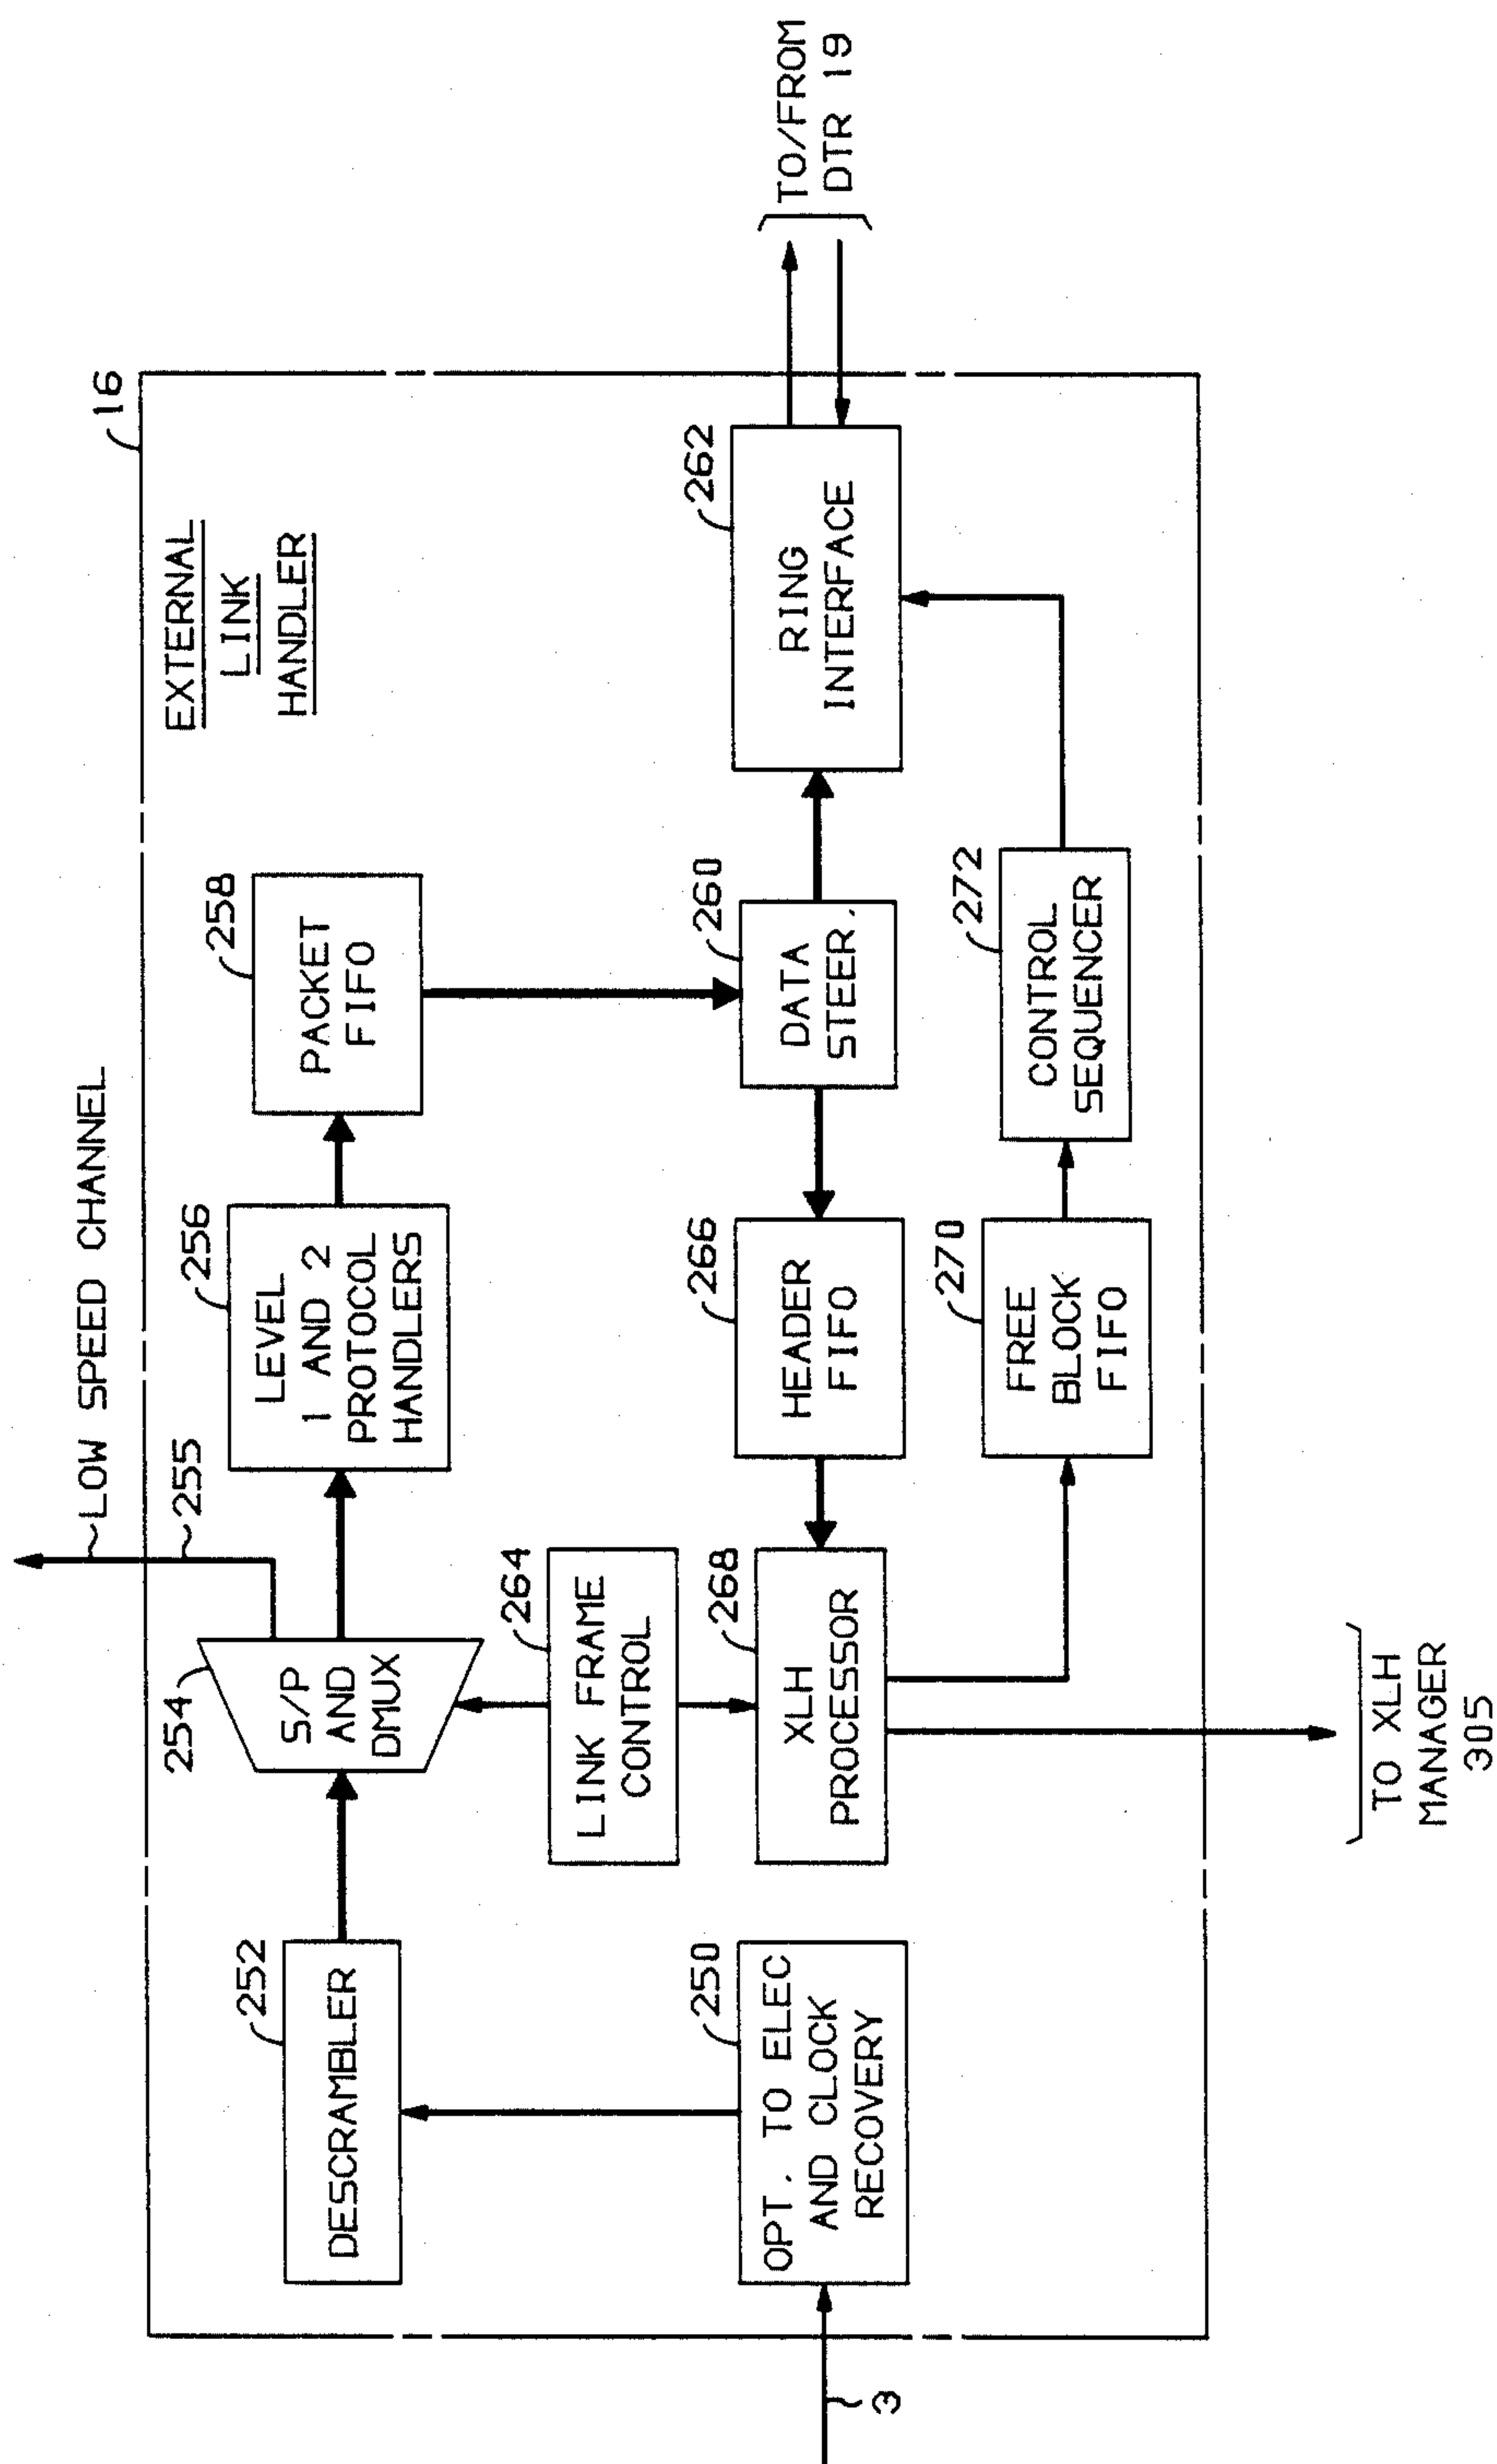 16
EXTERNAL
LINK
HANDLER
LOW SPEED CHANNEL
255
252
DESCRAMBLER
254
S/P
AND
DMUX
256
LEVEL
1 AND 2
PROTOCOL
HANDLERS
258
PACKET
FIFO
264
LINK FRAME
CONTROL
3
250
OPT. TO ELEC
AND CLOCK
RECOVERY
268
XLH
PROCESSOR
266
HEADER
FIFO
260
DATA
STEER.
262
RING
INTERFACE
TO/FROM
DTR 19
270
FREE
BLOCK
FIFO
272
CONTROL
SEQUENCER
TO XLH
MANAGER
305